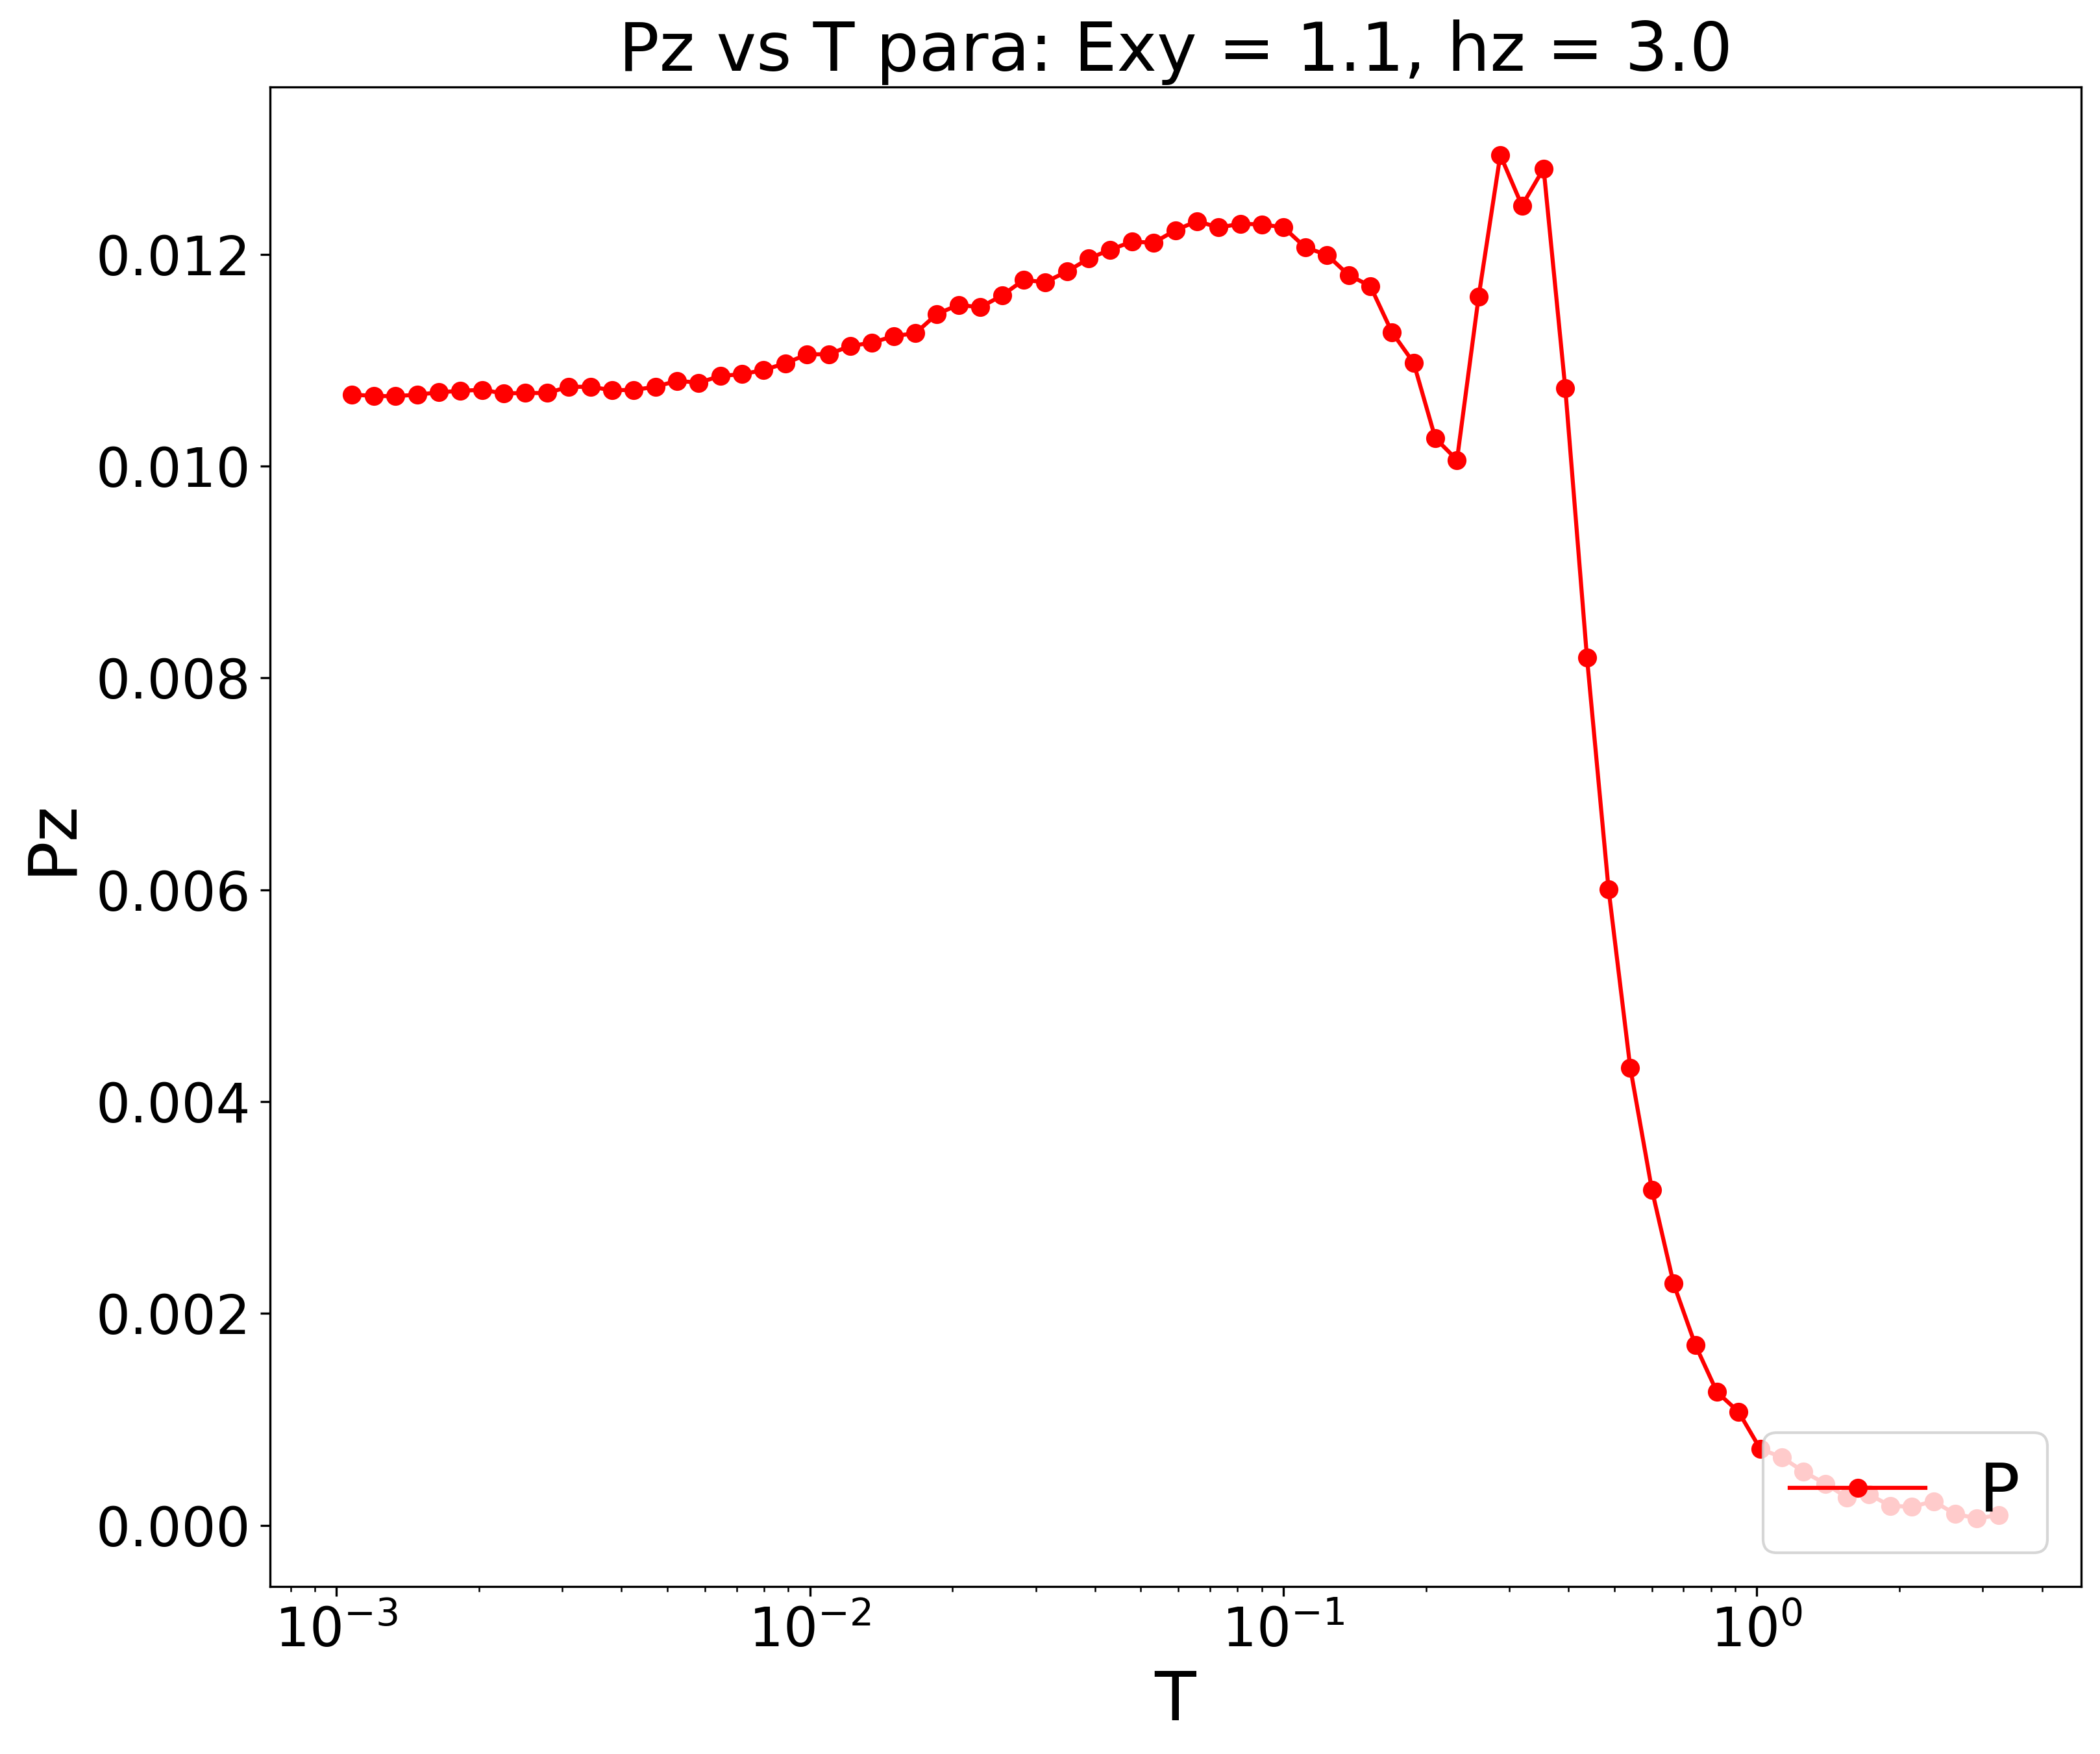 Pz vs T para: Exy = 1.1, hz = 3.0
Pz
0.012
0.010
0.008
0.006
0.004
0.002
0.000
P
10⁻³ 10⁻² 10⁻¹ 10⁰
T